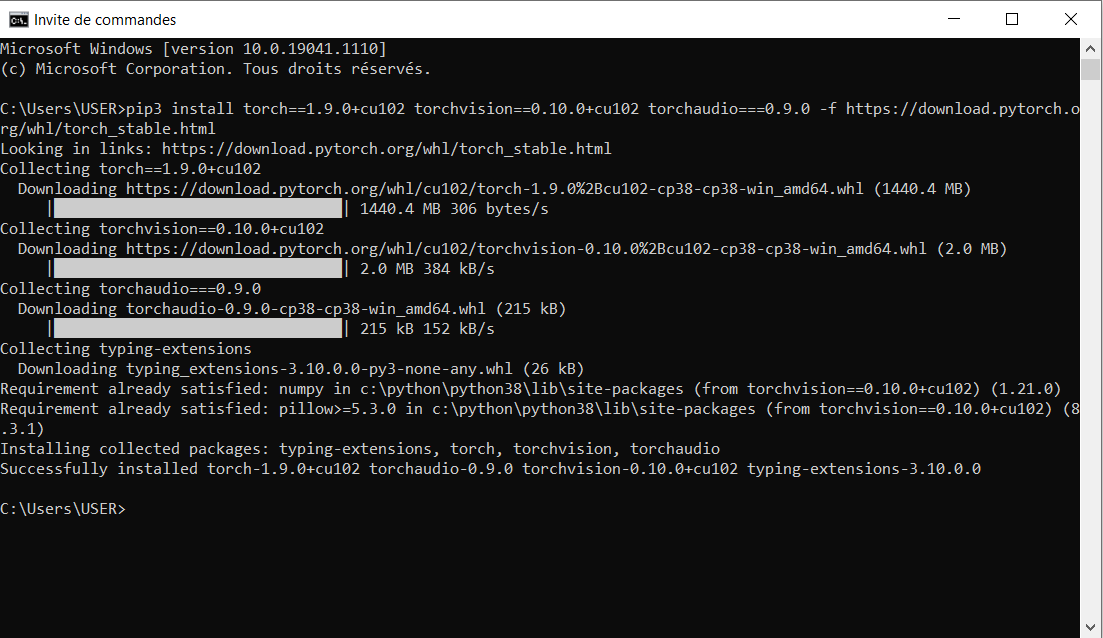 Invite de commandes
Microsoft Windows [version 10.0.19041.1110]
(c) Microsoft Corporation. Tous droits réservés.
C:\Users\USER>pip3 install torch==1.9.0+cu102 torchvision==0.10.0+cu102 torchaudio===0.9.0 -f https://download.pytorch.o
rg/whl/torch_stable.html
Looking in links: https://download.pytorch.org/whl/torch_stable.html
Collecting torch==1.9.0+cu102
  Downloading https://download.pytorch.org/whl/cu102/torch-1.9.0%2Bcu102-cp38-cp38-win_amd64.whl (1440.4 MB)
     |████████████████████████████████| 1440.4 MB 306 bytes/s
Collecting torchvision==0.10.0+cu102
  Downloading https://download.pytorch.org/whl/cu102/torchvision-0.10.0%2Bcu102-cp38-cp38-win_amd64.whl (2.0 MB)
     |████████████████████████████████| 2.0 MB 384 kB/s
Collecting torchaudio===0.9.0
  Downloading torchaudio-0.9.0-cp38-cp38-win_amd64.whl (215 kB)
     |████████████████████████████████| 215 kB 152 kB/s
Collecting typing-extensions
  Downloading typing_extensions-3.10.0.0-py3-none-any.whl (26 kB)
Requirement already satisfied: numpy in c:\python\python38\lib\site-packages (from torchvision==0.10.0+cu102) (1.21.0)
Requirement already satisfied: pillow>=5.3.0 in c:\python\python38\lib\site-packages (from torchvision==0.10.0+cu102) (8
.3.1)
Installing collected packages: typing-extensions, torch, torchvision, torchaudio
Successfully installed torch-1.9.0+cu102 torchaudio-0.9.0 torchvision-0.10.0+cu102 typing-extensions-3.10.0.0
C:\Users\USER>